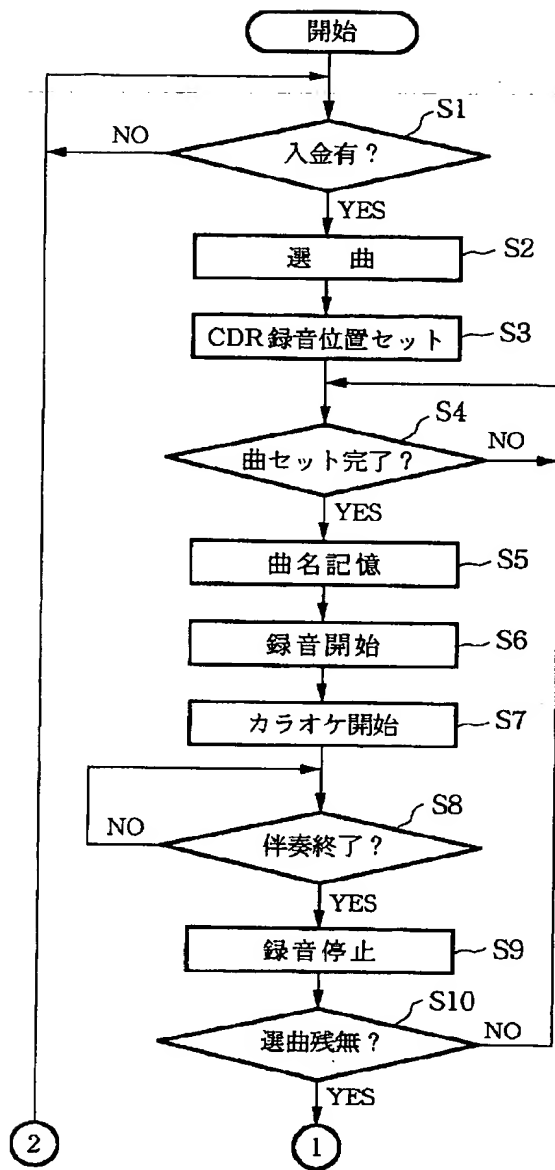 開始
S1
NO
入金有?
YES
選 曲
S2
CDR録音位置セット
S3
S4
曲セット完了?
NO
YES
曲名記憶
S5
録音開始
S6
カラオケ開始
S7
S8
NO
伴奏終了?
YES
録音停止
S9
S10
選曲残無?
NO
YES
2
1